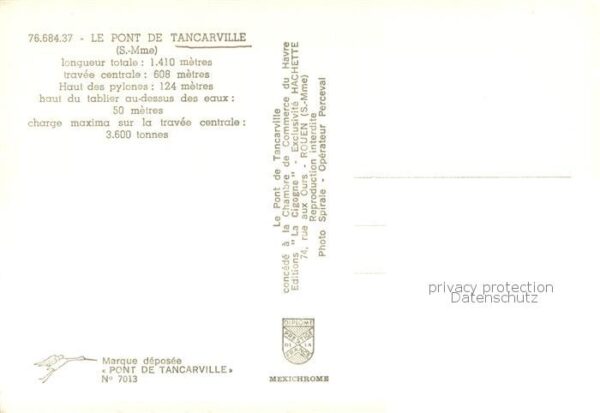 76.684.37 - LE PONT DE TANCARVILLE
(S.-Mme)
longueur totale : 1.410 mètres
travée centrale : 608 mètres
Haut des pylones : 124 mètres
haut du tablier au-dessus des eaux :
50 mètres
charge maxima sur la travée centrale :
3.600 tonnes
Le Pont de Tancarville
concédé à la Chambre de Commerce du Havre
Editions "La Cigogne" - Exclusivité HACHETTE
74, rue aux Ours - ROUEN (S.-Mme)
Reproduction interdite
Photo Spirale - Opérateur Perceval
privacy protection
Datenschutz
DIPLOME
Marque déposée
« PONT DE TANCARVILLE »
No 7013
MEXICHROME